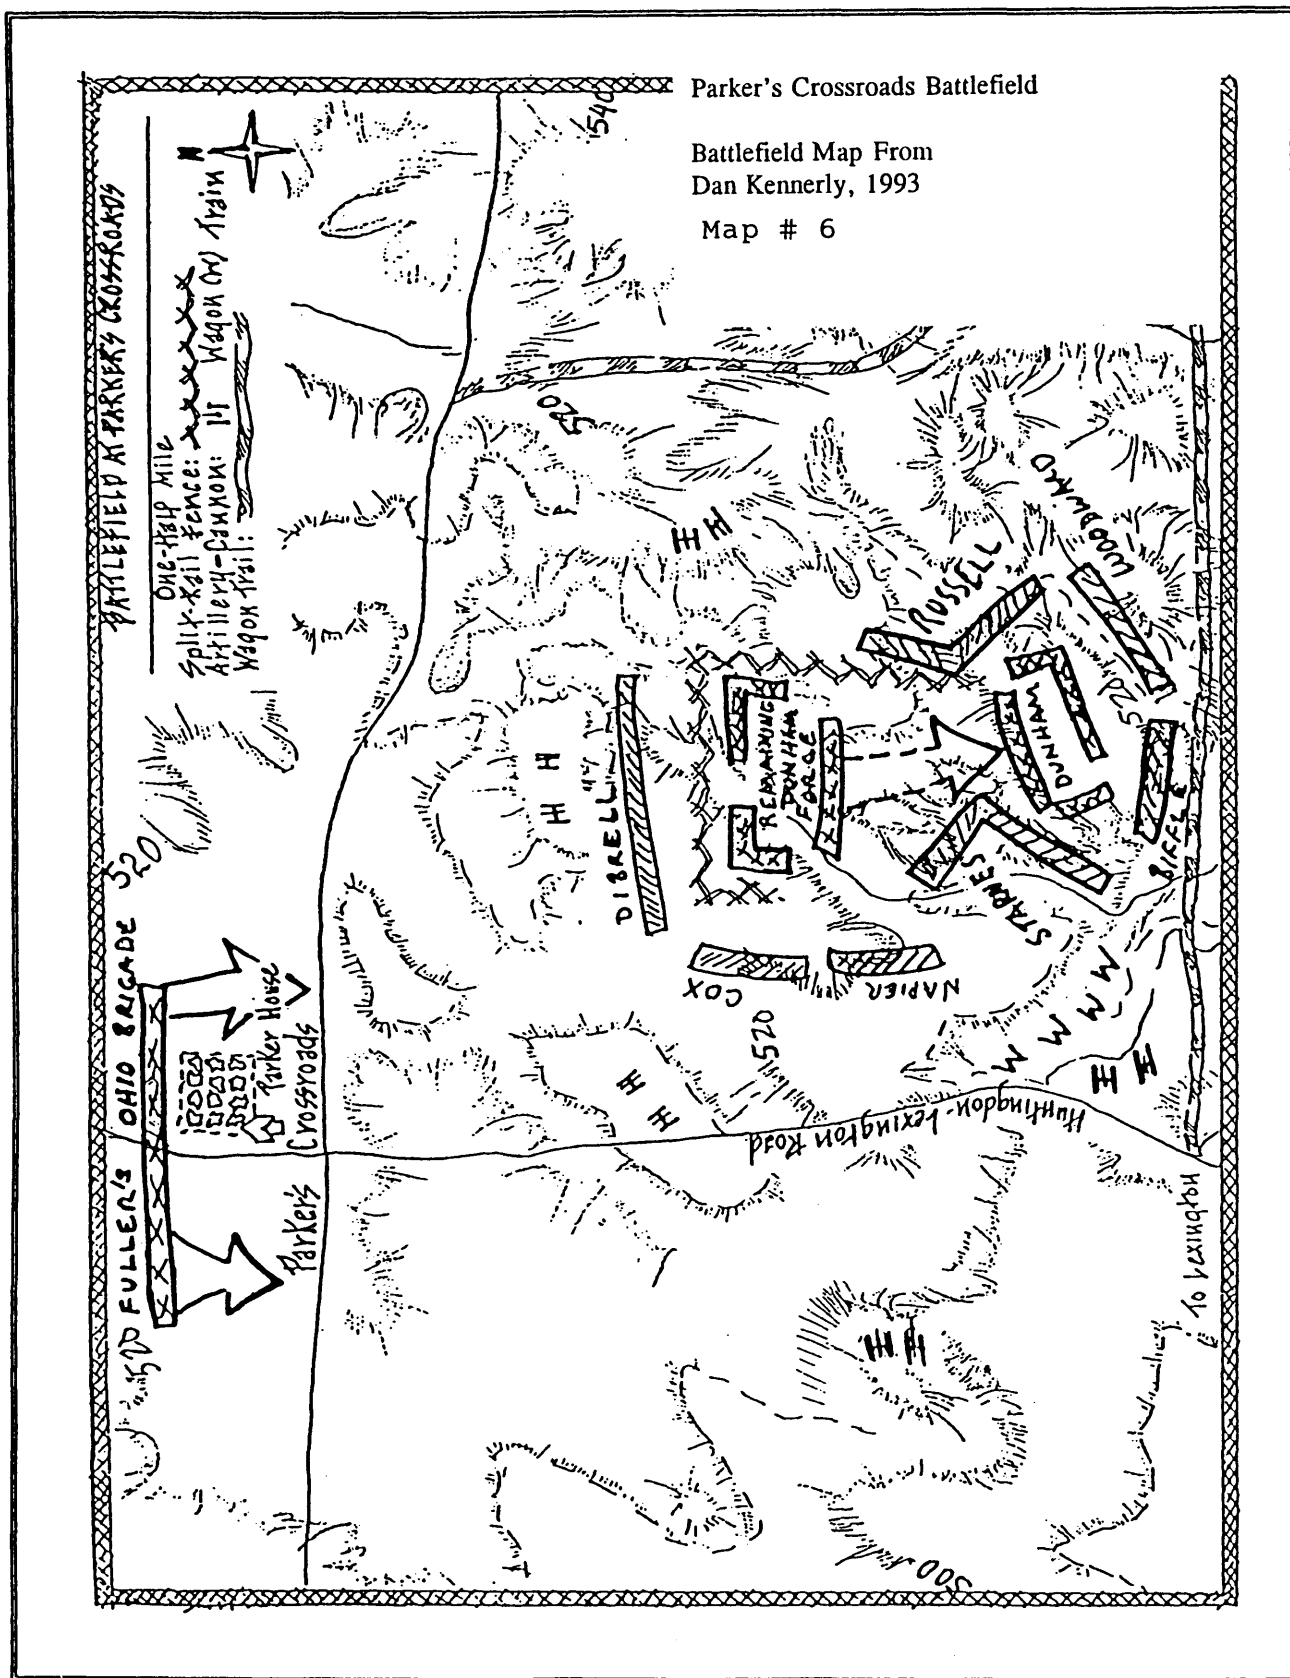 Parker's Crossroads Battlefield
Battlefield Map From
Dan Kennerly, 1993
Map # 6
BATTLEFIELD AT PARKERS CROSSROADS
One-Half Mile
Split-Rail Fence:
Artillery-Cannon:
Wagon Trail:
Wagon (W) Train
N
540
520
520
520
FULLER'S OHIO BRIGADE
Parker House
Parker's
Crossroads
DIBRELL
REMAINING
DUNHAM
FORCE
RUSSELL
WOODWARD
DUNHAM
520
STARNES
BIFFLE
COX
NAPIER
520
W
W
W
W
Huntingdon-Lexington Road
To Lexington
500